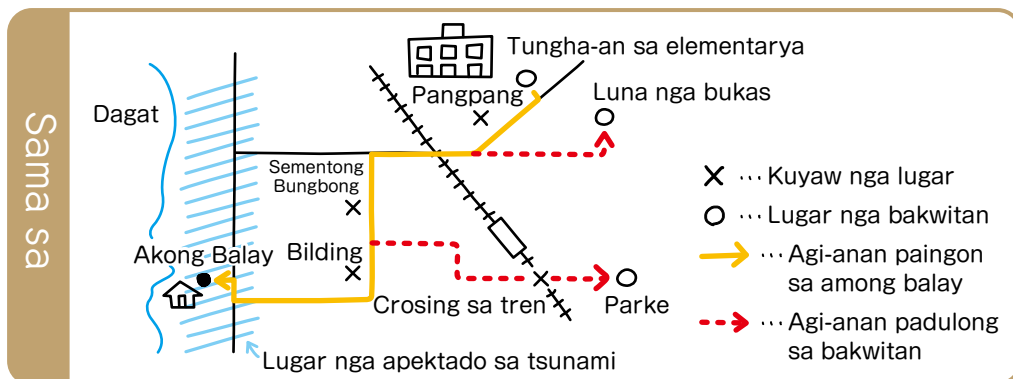 Sama sa
Tungha-an sa elementarya
Dagat
Pangpang
Luna nga bukas
Sementong
Bungbong
Akong Balay
Bilding
Crosing sa tren
Parke
Lugar nga apektado sa tsunami
× ··· Kuyaw nga lugar
○ ··· Lugar nga bakwitan
··· Agi-anan paingon
sa among balay
··· Agi-anan padulong
sa bakwitan